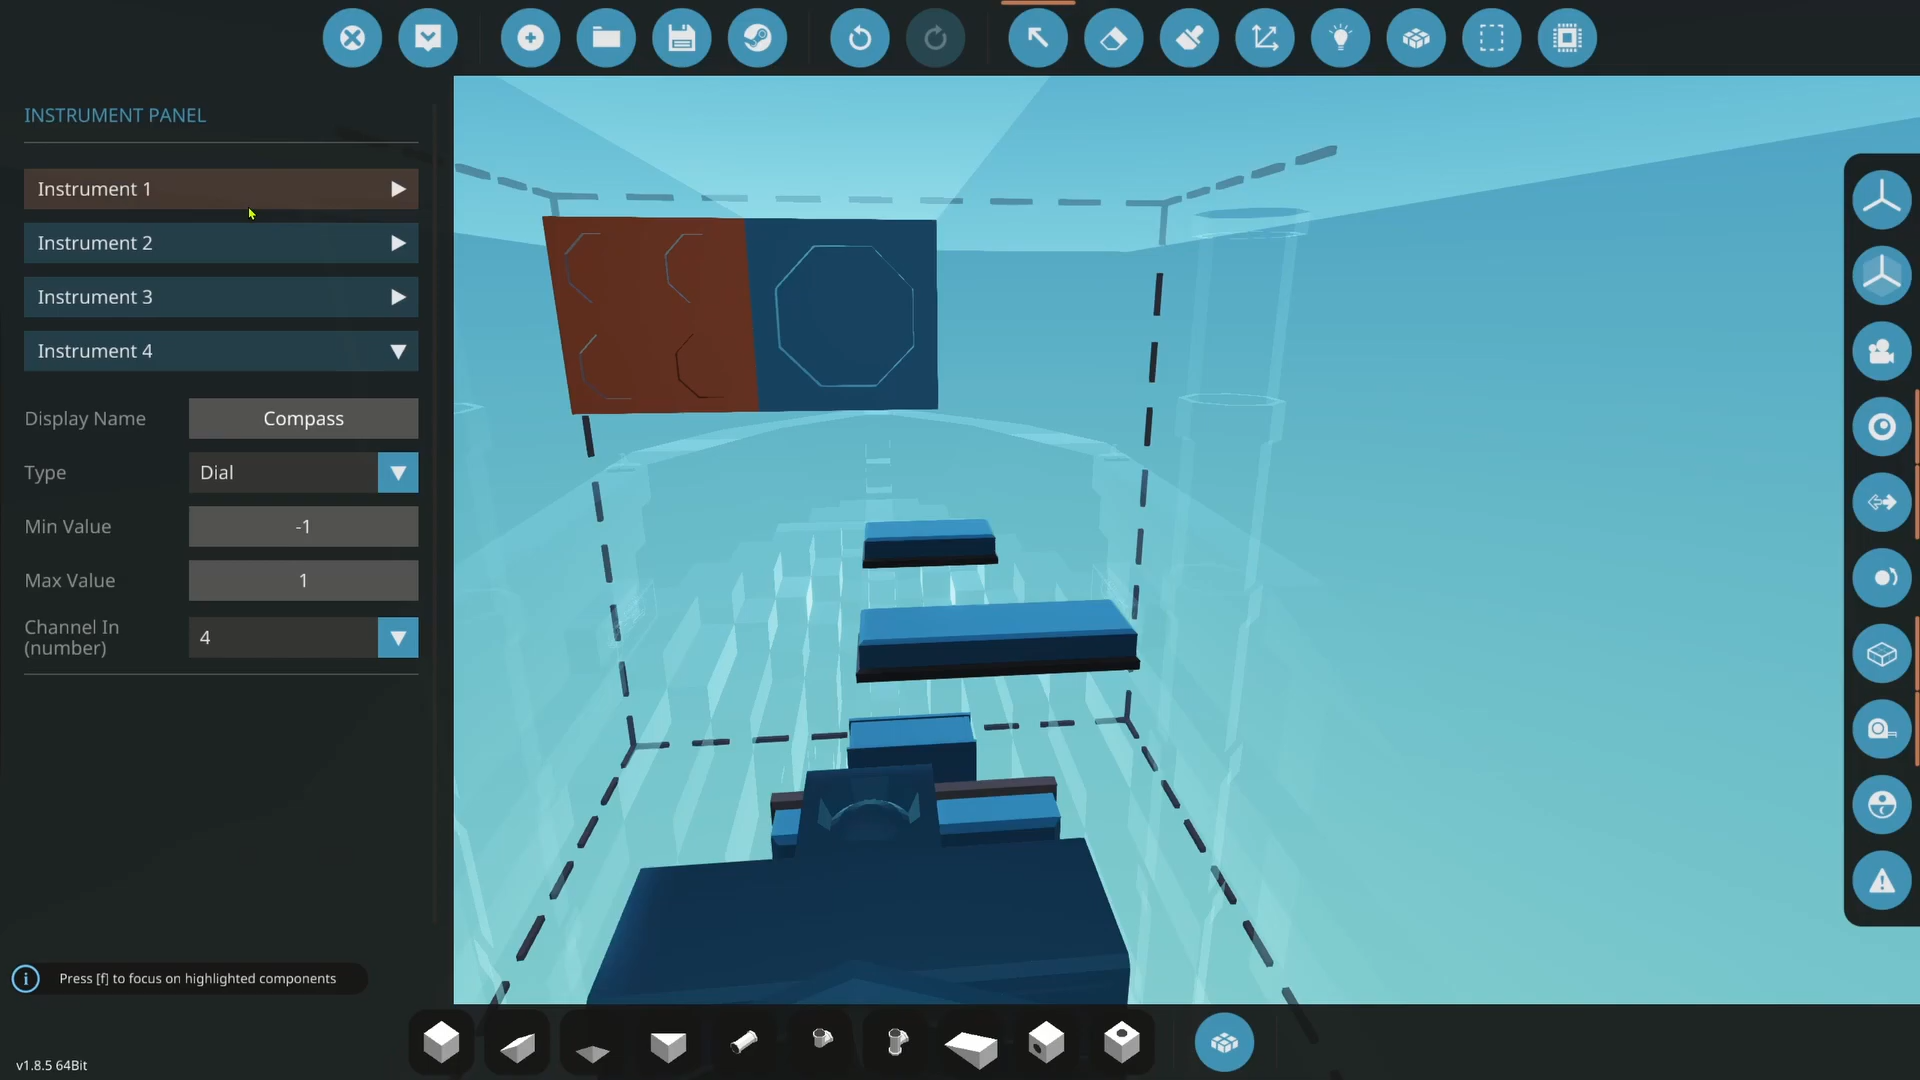 INSTRUMENT PANEL
Instrument 1
Instrument 2
Instrument 3
Instrument 4
Display Name Compass
Type Dial
Min Value -1
Max Value 1
Channel In (number) 4
Press [f] to focus on highlighted components
v1.8.5 64Bit